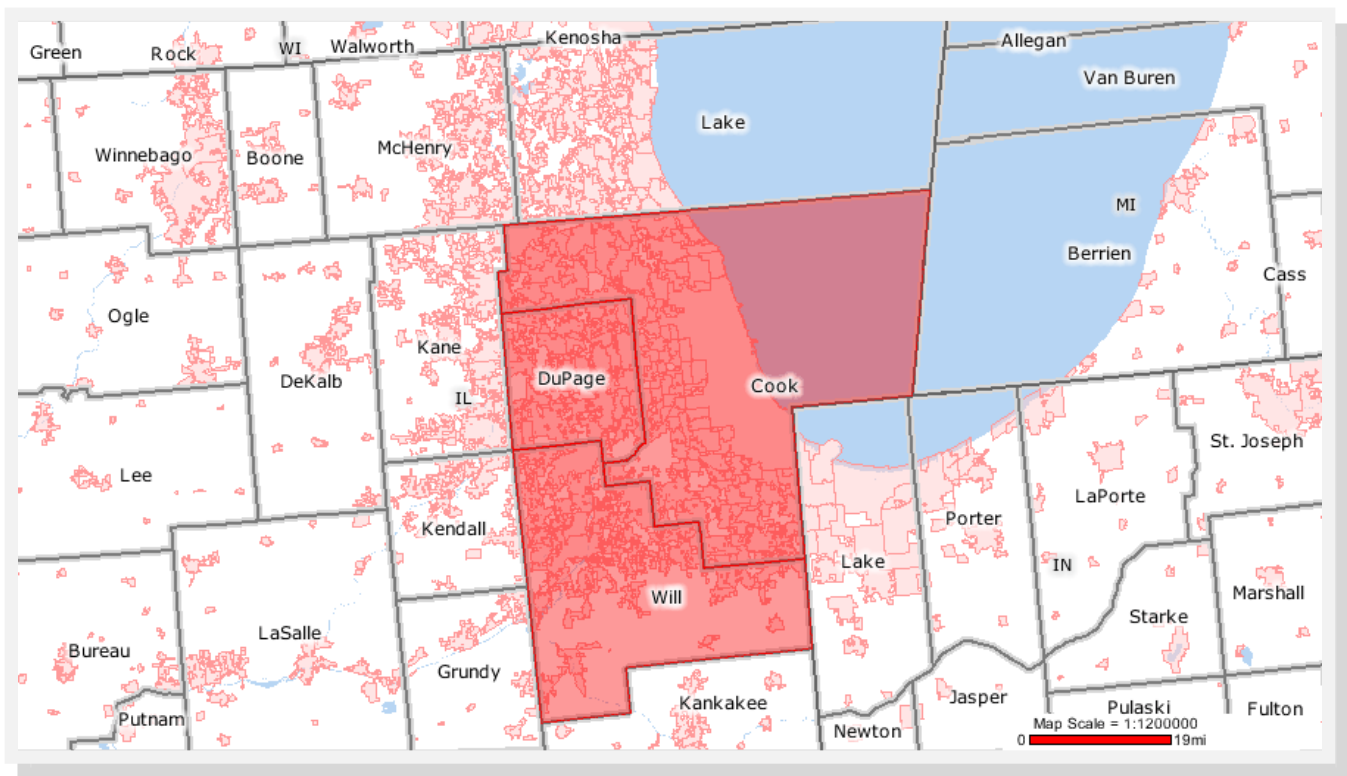 Green
Rock
WI
Walworth
Kenosha
Allegan
Van Buren
Lake
Winnebago
Boone
McHenry
MI
Berrien
Cass
Ogle
Kane
DeKalb
DuPage
Cook
IL
St. Joseph
Lee
LaPorte
Kendall
Porter
Lake
IN
Will
Marshall
Starke
LaSalle
Bureau
Grundy
Jasper
Kankakee
Pulaski
Fulton
Putnam
Map Scale = 1:1200000
Newton
0 19mi